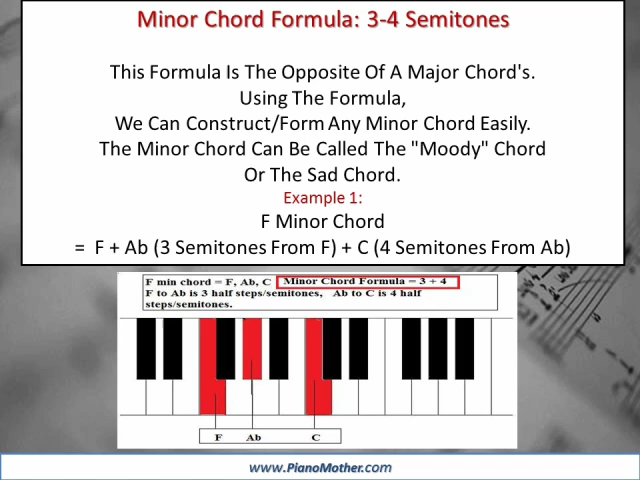 Minor Chord Formula: 3-4 Semitones
This Formula Is The Opposite Of A Major Chord's.
Using The Formula,
We Can Construct/Form Any Minor Chord Easily.
The Minor Chord Can Be Called The "Moody" Chord
Or The Sad Chord.
Example 1:
F Minor Chord
= F + Ab (3 Semitones From F) + C (4 Semitones From Ab)
F min chord = F, Ab, C Minor Chord Formula = 3 + 4
F to Ab is 3 half steps/semitones, Ab to C is 4 half
steps/semitones.
F Ab C
www.PianoMother.com